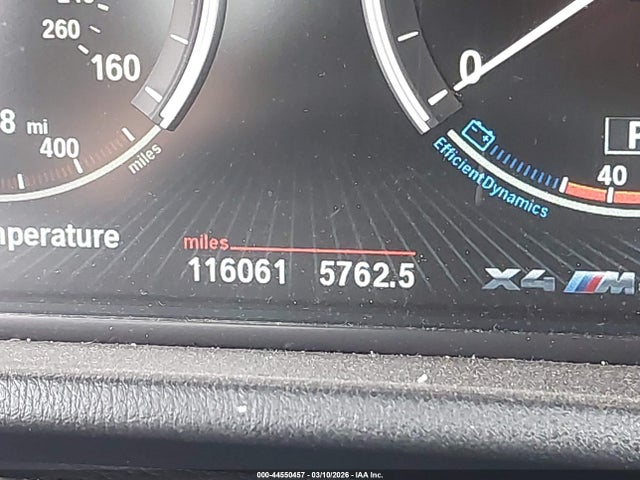 260
160
8 mi
400
miles
0
EfficientDynamics
P
40
mperature
miles
116061 5762.5
X4 M
000-44550457 - 03/10/2026 - IAA Inc.